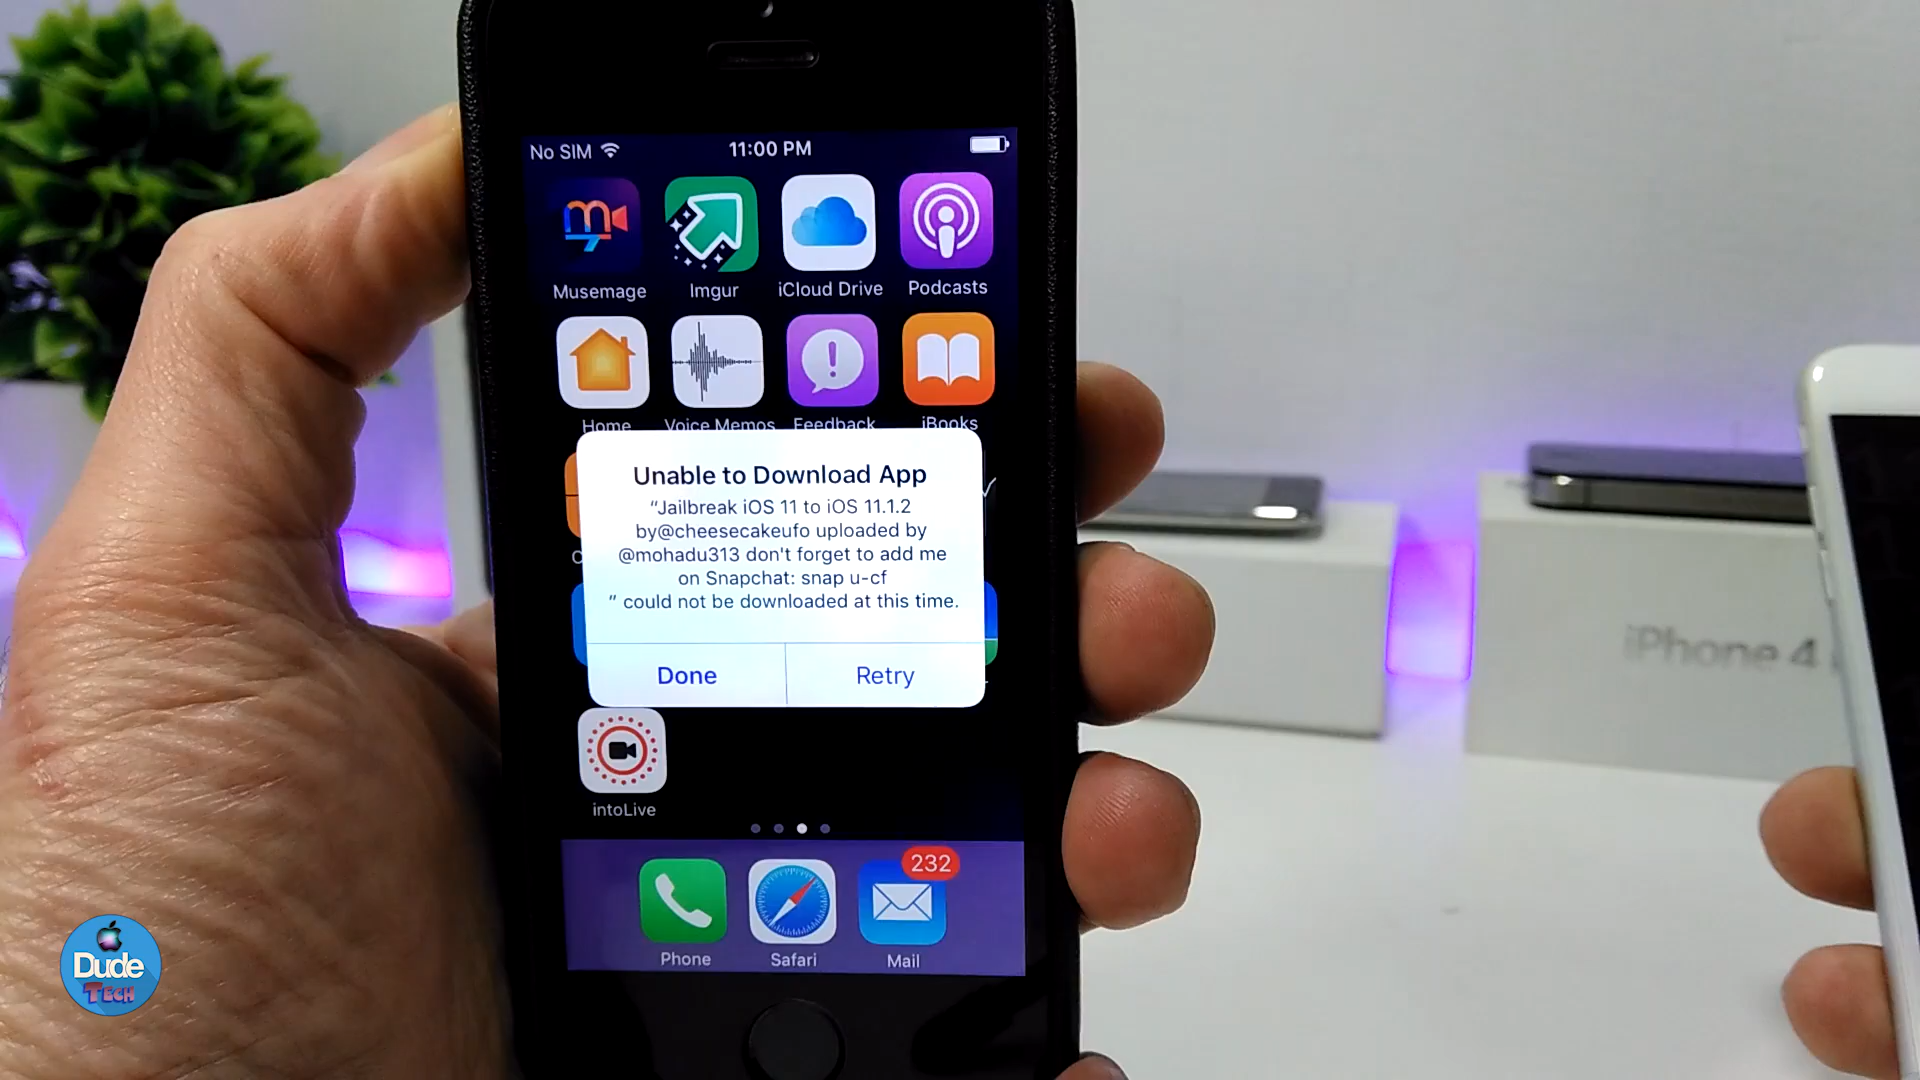 No SIM 11:00 PM
Musemage Imgur iCloud Drive Podcasts
Home Voice Memos Feedback iBooks
Unable to Download App
“Jailbreak iOS 11 to iOS 11.1.2
by@cheesecakeufo uploaded by
@mohadu313 don't forget to add me
on Snapchat: snap u-cf
” could not be downloaded at this time.
Done Retry
intoLive
232
Phone Safari Mail
iPhone 4
Dude
TECH